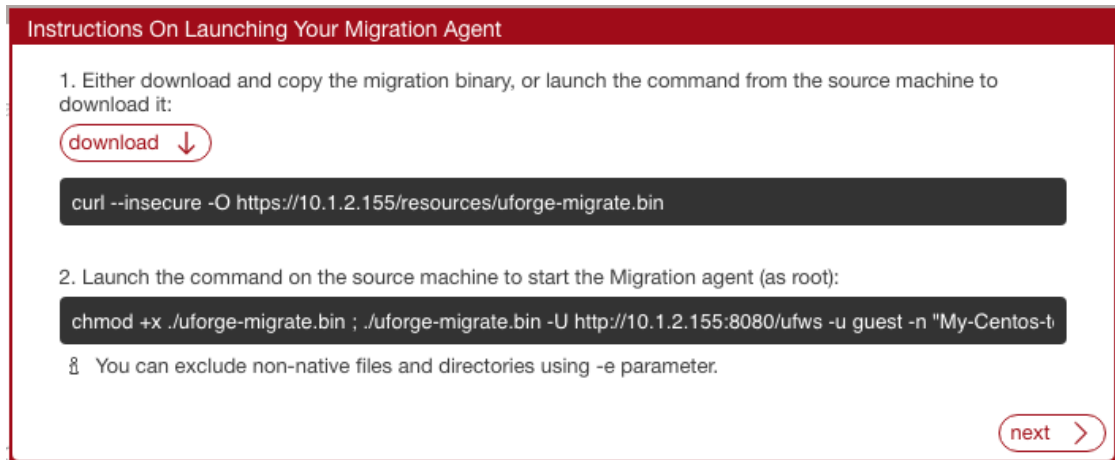 Instructions On Launching Your Migration Agent
1. Either download and copy the migration binary, or launch the command from the source machine to
download it:
download
curl --insecure -O https://10.1.2.155/resources/uforge-migrate.bin
2. Launch the command on the source machine to start the Migration agent (as root):
chmod +x ./uforge-migrate.bin ; ./uforge-migrate.bin -U http://10.1.2.155:8080/ufws -u guest -n "My-Centos-t
You can exclude non-native files and directories using -e parameter.
next